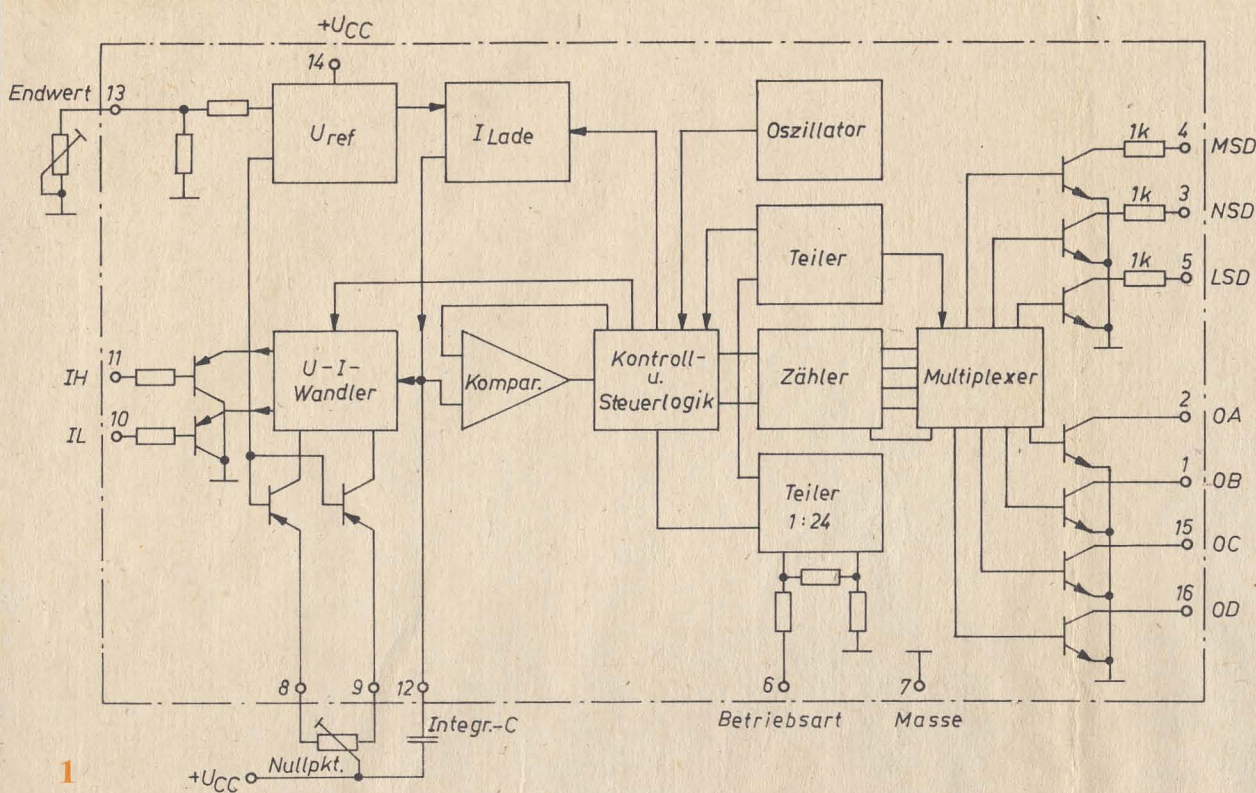 +UCC
14
Endwert 13
Uref
I Lade
Oszillator
1k 4 MSD
1k 3 NSD
1k 5 LSD
Teiler
11
IH
U-I-
Wandler
Kompar.
Kontroll-
u.
Steuerlogik
Zähler
Multiplexer
10
IL
2 OA
1 OB
15 OC
16 OD
Teiler
1:24
8
9
12
6
7
Integr.-C
Betriebsart
Masse
Nullpkt.
+UCC
1